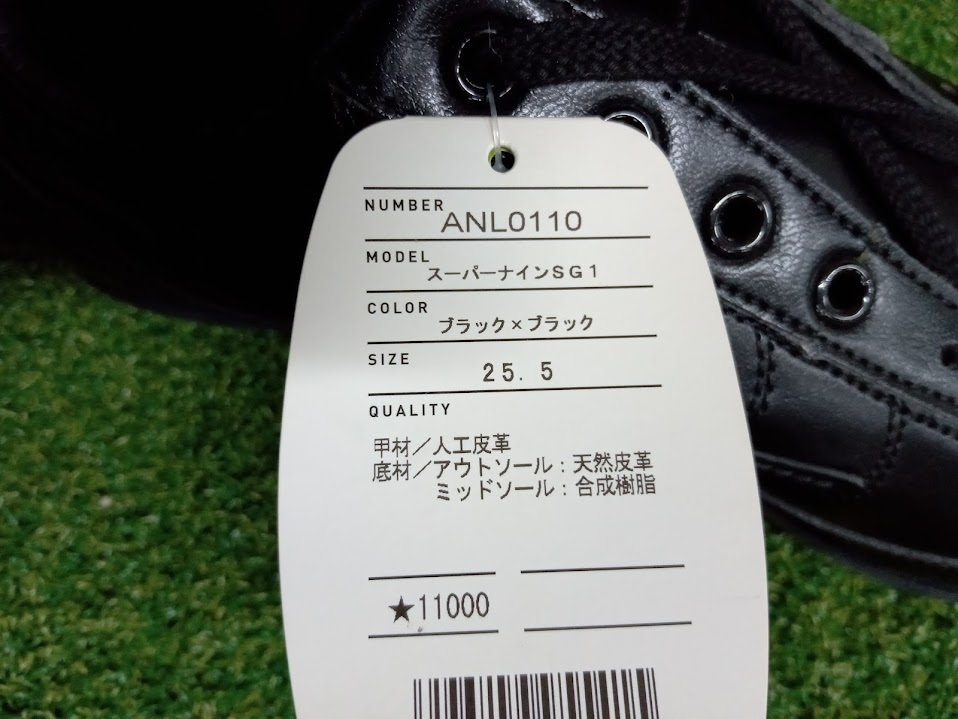 NUMBER ANL0110
MODEL スーパーナインSG1
COLOR ブラック×ブラック
SIZE 25.5
QUALITY
甲材/人工皮革
底材/アウトソール:天然皮革
ミッドソール:合成樹脂
★11000